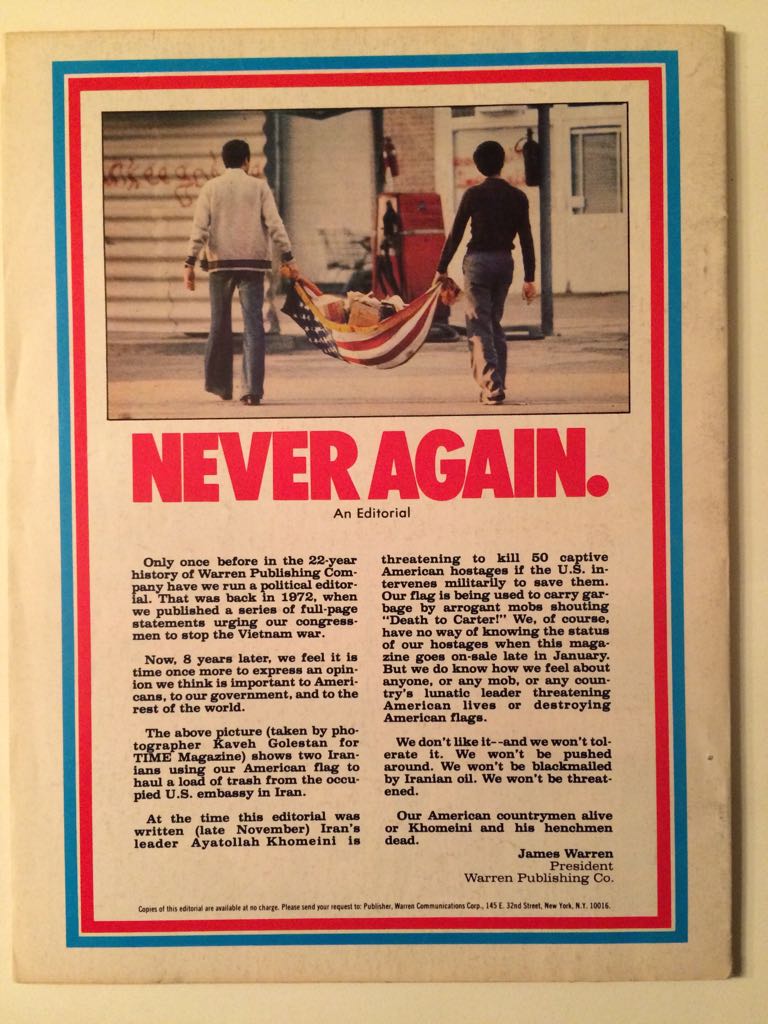 NEVER AGAIN.
An Editorial
Only once before in the 22-year
history of Warren Publishing Com-
pany have we run a political editor-
ial. That was back in 1972, when
we published a series of full-page
statements urging our congress-
men to stop the Vietnam war.
Now, 8 years later, we feel it is
time once more to express an opin-
ion we think is important to Ameri-
cans, to our government, and to the
rest of the world.
The above picture (taken by pho-
tographer Kaveh Golestan for
TIME Magazine) shows two Iran-
ians using our American flag to
haul a load of trash from the occu-
pied U.S. embassy in Iran.
At the time this editorial was
written (late November) Iran's
leader Ayatollah Khomeini is
threatening to kill 50 captive
American hostages if the U.S. in-
tervenes militarily to save them.
Our flag is being used to carry gar-
bage by arrogant mobs shouting
"Death to Carter!" We, of course,
have no way of knowing the status
of our hostages when this maga-
zine goes on-sale late in January.
But we do know how we feel about
anyone, or any mob, or any coun-
try's lunatic leader threatening
American lives or destroying
American flags.
We don't like it--and we won't tol-
erate it. We won't be pushed
around. We won't be blackmailed
by Iranian oil. We won't be threat-
ened.
Our American countrymen alive
or Khomeini and his henchmen
dead.
James Warren
President
Warren Publishing Co.
Copies of this editorial are available at no charge. Please send your request to: Publisher, Warren Communications Corp., 145 E. 32nd Street, New York, N.Y. 10016.